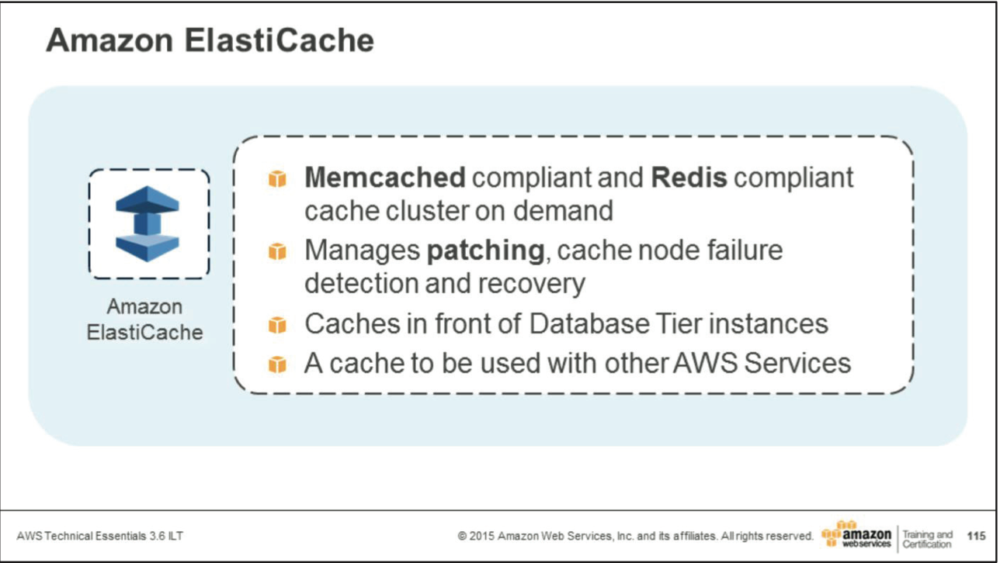 Amazon ElastiCache
Amazon
ElastiCache
Memcached compliant and Redis compliant
cache cluster on demand
Manages patching, cache node failure
detection and recovery
Caches in front of Database Tier instances
A cache to be used with other AWS Services
AWS Technical Essentials 3.6 ILT
© 2015 Amazon Web Services, Inc. and its affiliates. All rights reserved.
amazon
webservices
Training and
Certification
115